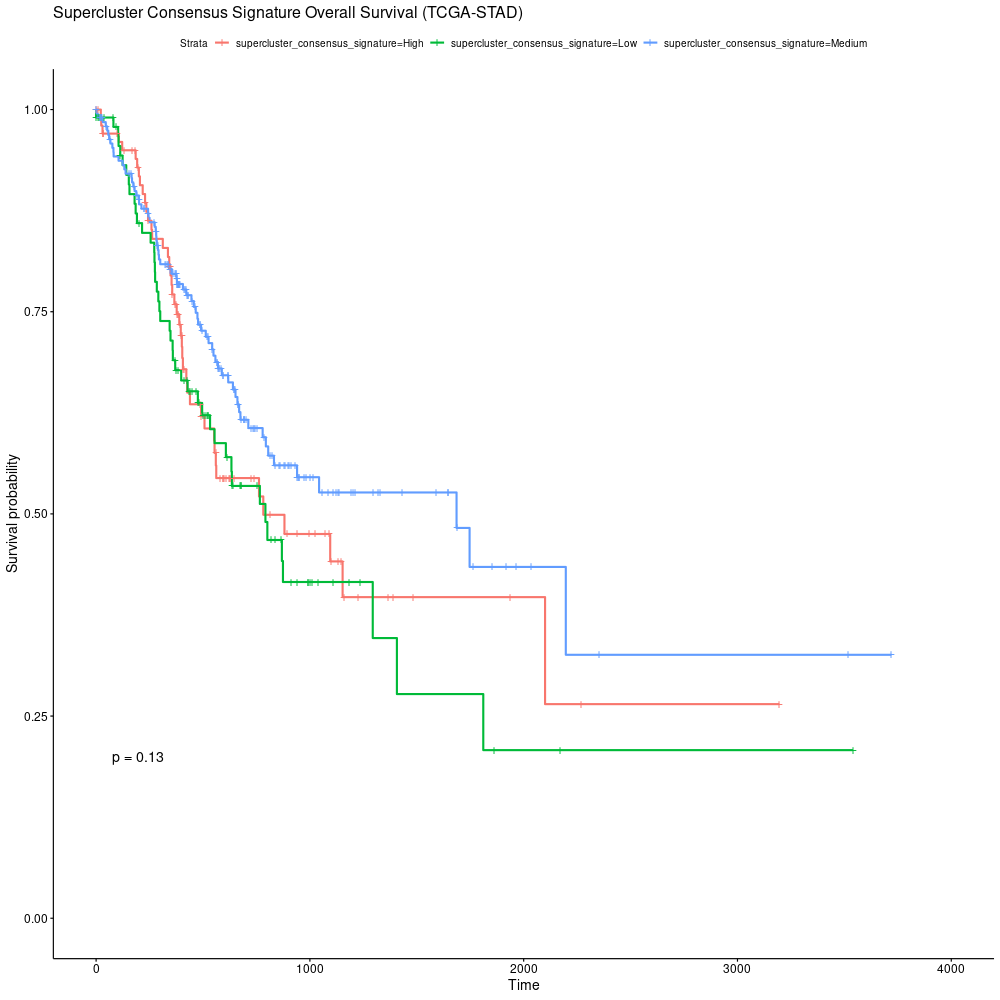 Supercluster Consensus Signature Overall Survival (TCGA-STAD)
Strata supercluster_consensus_signature=High supercluster_consensus_signature=Low supercluster_consensus_signature=Medium
1.00
0.75
0.50
0.25
0.00
Survival probability
p = 0.13
0 1000 2000 3000 4000
Time